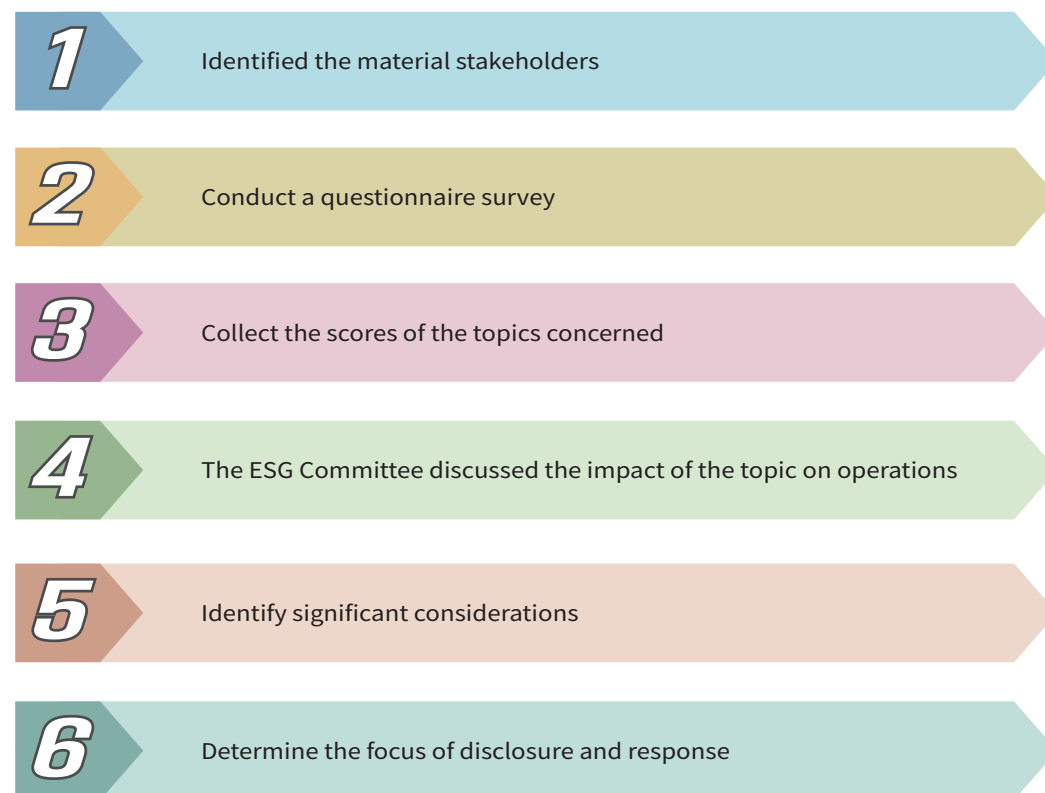 1
Identified the material stakeholders
2
Conduct a questionnaire survey
3
Collect the scores of the topics concerned
4
The ESG Committee discussed the impact of the topic on operations
5
Identify significant considerations
6
Determine the focus of disclosure and response